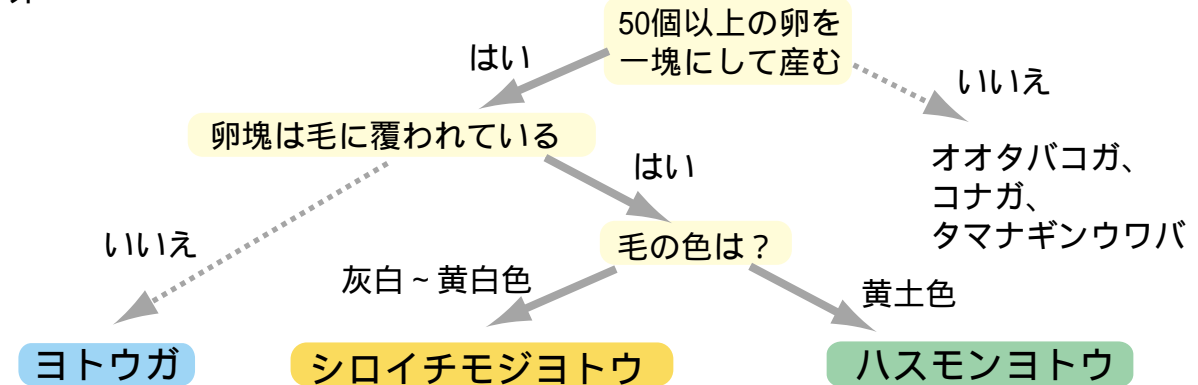 50個以上の卵を
一塊にして産む
はい
いいえ
卵塊は毛に覆われている
オオタバコガ、
コナガ、
タマナギンウワバ
はい
いいえ
毛の色は？
灰白～黄白色
黄土色
ヨトウガ
シロイチモジヨトウ
ハスモンヨトウ